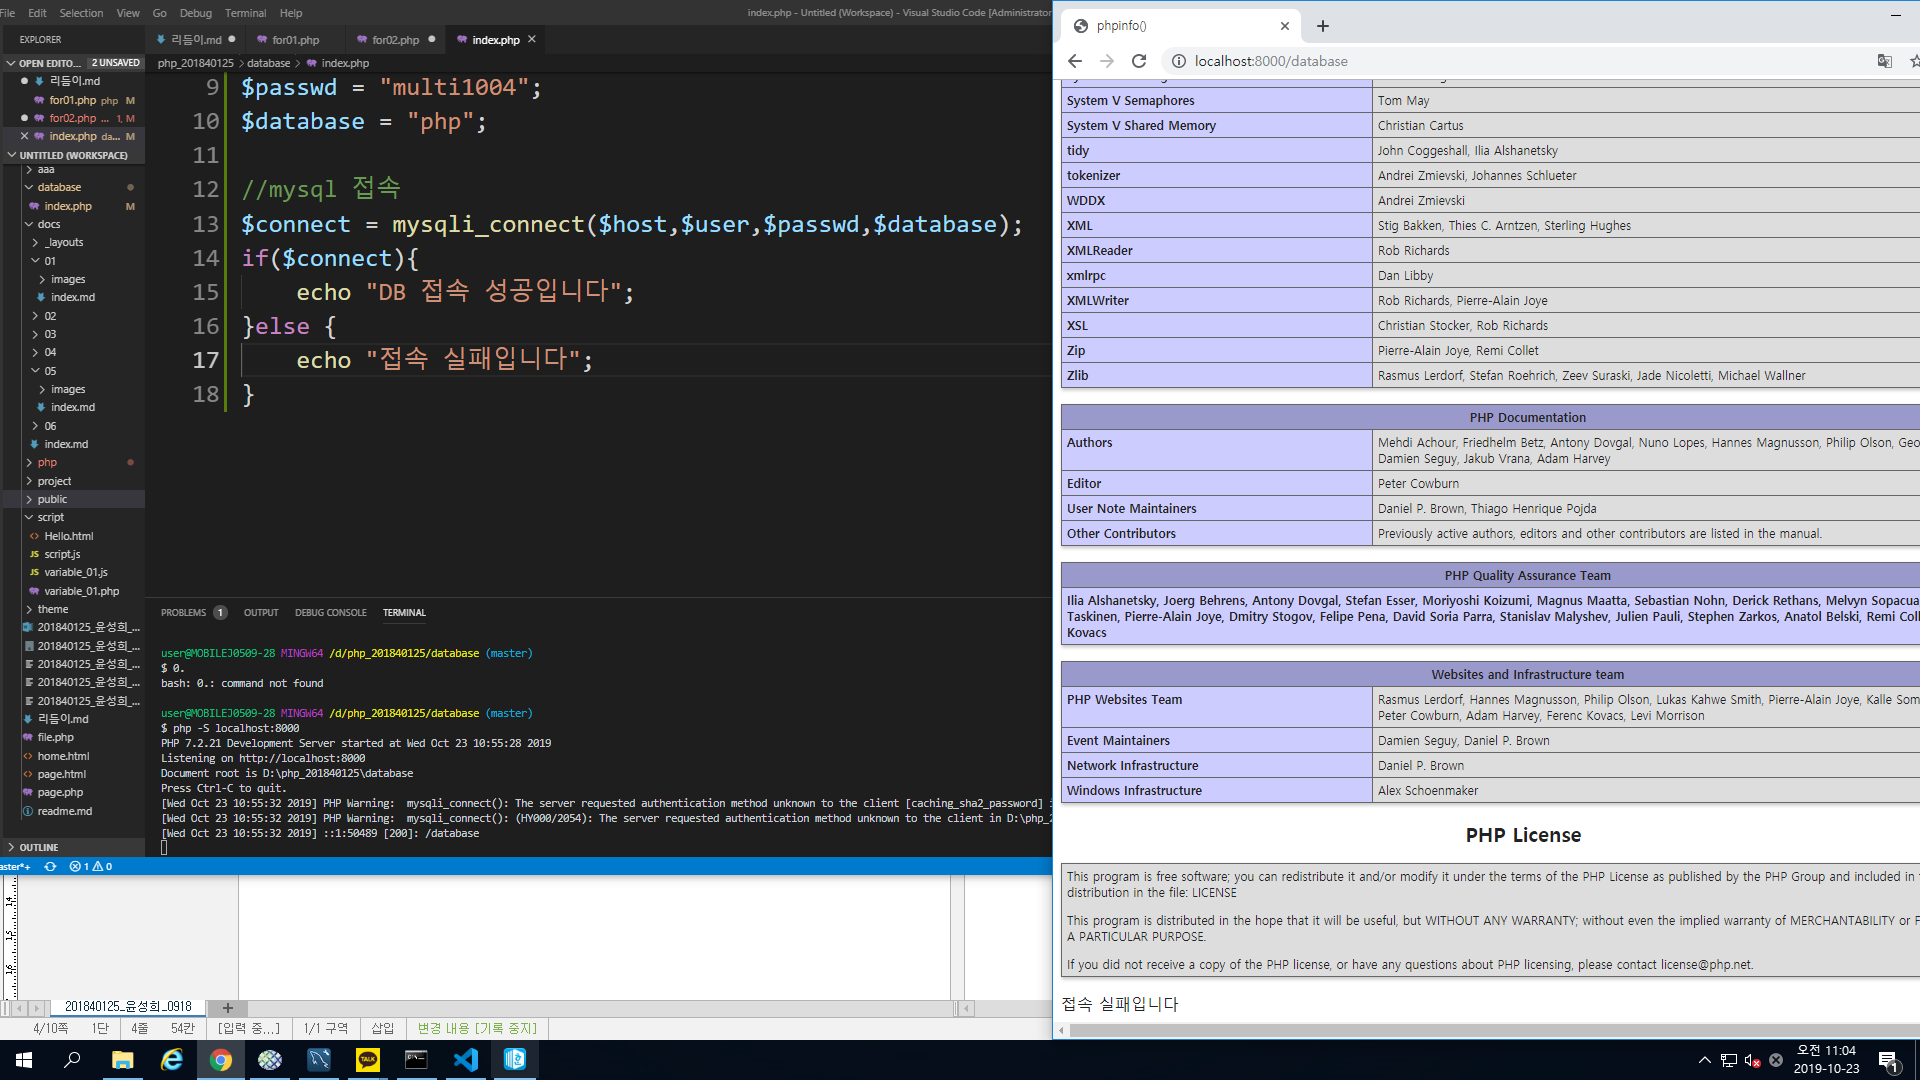 File Edit Selection View Go Debug Terminal Help
index.php - Untitled (Workspace) - Visual Studio Code [Administrator
EXPLORER
OPEN EDITO... 2 UNSAVED
리듬이.md
for01.php php M
for02.php ... 1, M
index.php da... M
UNTITLED (WORKSPACE)
aaa
database
index.php M
docs
_layouts
01
images
index.md
02
03
04
05
images
index.md
06
index.md
php
project
public
script
Hello.html
script.js
variable_01.js
variable_01.php
theme
201840125_윤성희_...
201840125_윤성희_...
201840125_윤성희_...
201840125_윤성희_...
201840125_윤성희_...
리듬이.md
file.php
home.html
page.html
page.php
readme.md
OUTLINE
리듬이.md for01.php for02.php index.php
php_201840125 > database > index.php
9 $passwd = "multi1004";
10 $database = "php";
11
12 //mysql 접속
13 $connect = mysqli_connect($host,$user,$passwd,$database);
14 if($connect){
15 echo "DB 접속 성공입니다";
16 }else {
17 echo "접속 실패입니다";
18 }
PROBLEMS 1 OUTPUT DEBUG CONSOLE TERMINAL
user@MOBILEJ0509-28 MINGW64 /d/php_201840125/database (master)
$ 0.
bash: 0.: command not found
user@MOBILEJ0509-28 MINGW64 /d/php_201840125/database (master)
$ php -S localhost:8000
PHP 7.2.21 Development Server started at Wed Oct 23 10:55:28 2019
Listening on http://localhost:8000
Document root is D:\php_201840125\database
Press Ctrl-C to quit.
[Wed Oct 23 10:55:32 2019] PHP Warning:  mysqli_connect(): The server requested authentication method unknown to the client [caching_sha2_password]
[Wed Oct 23 10:55:32 2019] PHP Warning:  mysqli_connect(): (HY000/2054): The server requested authentication method unknown to the client in D:\php_2
[Wed Oct 23 10:55:32 2019] ::1:50489 [200]: /database
aster*+ 1 0
14
15
16
201840125_윤성희_0918
4/10쪽 1단 4줄 54칸 [입력 중...] 1/1 구역 삽입 변경 내용 [기록 중지]
phpinfo()
localhost:8000/database
System V Semaphores Tom May
System V Shared Memory Christian Cartus
tidy John Coggeshall, Ilia Alshanetsky
tokenizer Andrei Zmievski, Johannes Schlueter
WDDX Andrei Zmievski
XML Stig Bakken, Thies C. Arntzen, Sterling Hughes
XMLReader Rob Richards
xmlrpc Dan Libby
XMLWriter Rob Richards, Pierre-Alain Joye
XSL Christian Stocker, Rob Richards
Zip Pierre-Alain Joye, Remi Collet
Zlib Rasmus Lerdorf, Stefan Roehrich, Zeev Suraski, Jade Nicoletti, Michael Wallner
PHP Documentation
Authors Mehdi Achour, Friedhelm Betz, Antony Dovgal, Nuno Lopes, Hannes Magnusson, Philip Olson, Geo
Damien Seguy, Jakub Vrana, Adam Harvey
Editor Peter Cowburn
User Note Maintainers Daniel P. Brown, Thiago Henrique Pojda
Other Contributors Previously active authors, editors and other contributors are listed in the manual.
PHP Quality Assurance Team
Ilia Alshanetsky, Joerg Behrens, Antony Dovgal, Stefan Esser, Moriyoshi Koizumi, Magnus Maatta, Sebastian Nohn, Derick Rethans, Melvyn Sopacua
Taskinen, Pierre-Alain Joye, Dmitry Stogov, Felipe Pena, David Soria Parra, Stanislav Malyshev, Julien Pauli, Stephen Zarkos, Anatol Belski, Remi Coll
Kovacs
Websites and Infrastructure team
PHP Websites Team Rasmus Lerdorf, Hannes Magnusson, Philip Olson, Lukas Kahwe Smith, Pierre-Alain Joye, Kalle Som
Peter Cowburn, Adam Harvey, Ferenc Kovacs, Levi Morrison
Event Maintainers Damien Seguy, Daniel P. Brown
Network Infrastructure Daniel P. Brown
Windows Infrastructure Alex Schoenmaker
PHP License
This program is free software; you can redistribute it and/or modify it under the terms of the PHP License as published by the PHP Group and included in
distribution in the file: LICENSE
This program is distributed in the hope that it will be useful, but WITHOUT ANY WARRANTY; without even the implied warranty of MERCHANTABILITY or F
A PARTICULAR PURPOSE.
If you did not receive a copy of the PHP license, or have any questions about PHP licensing, please contact license@php.net.
접속 실패입니다
TALK
오전 11:04
2019-10-23
1